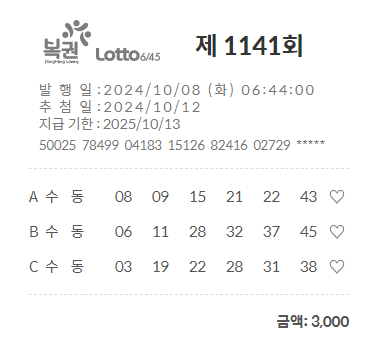 복권 Lotto6/45 제 1141회
DongHang Lottery
발 행 일 : 2024/10/08 (화) 06:44:00
추 첨 일 : 2024/10/12
지급 기한 : 2025/10/13
50025 78499 04183 15126 82416 02729 *****
A 수 동 08 09 15 21 22 43 ♡
B 수 동 06 11 28 32 37 45 ♡
C 수 동 03 19 22 28 31 38 ♡
금액: 3,000